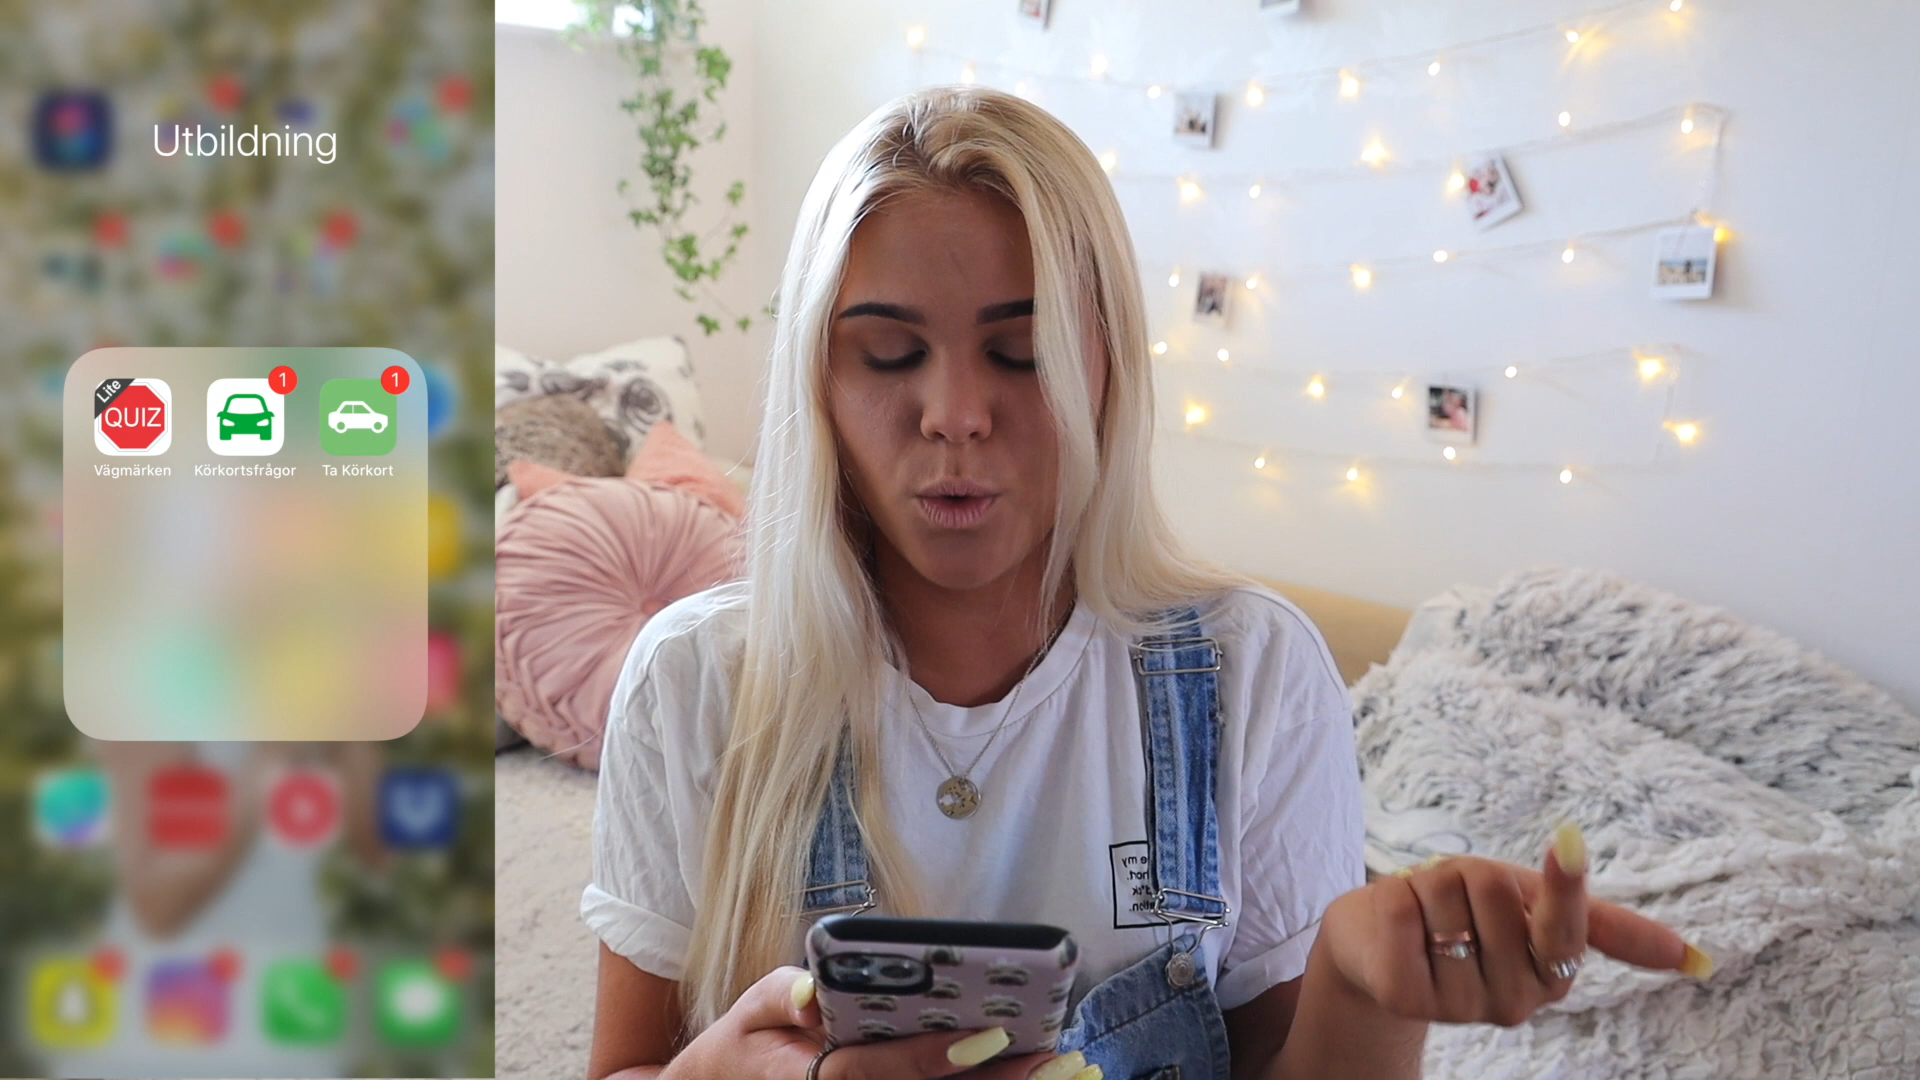 Utbildning
1
1
Lite
QUIZ
Vägmärken
Körkortsfrågor
Ta Körkort